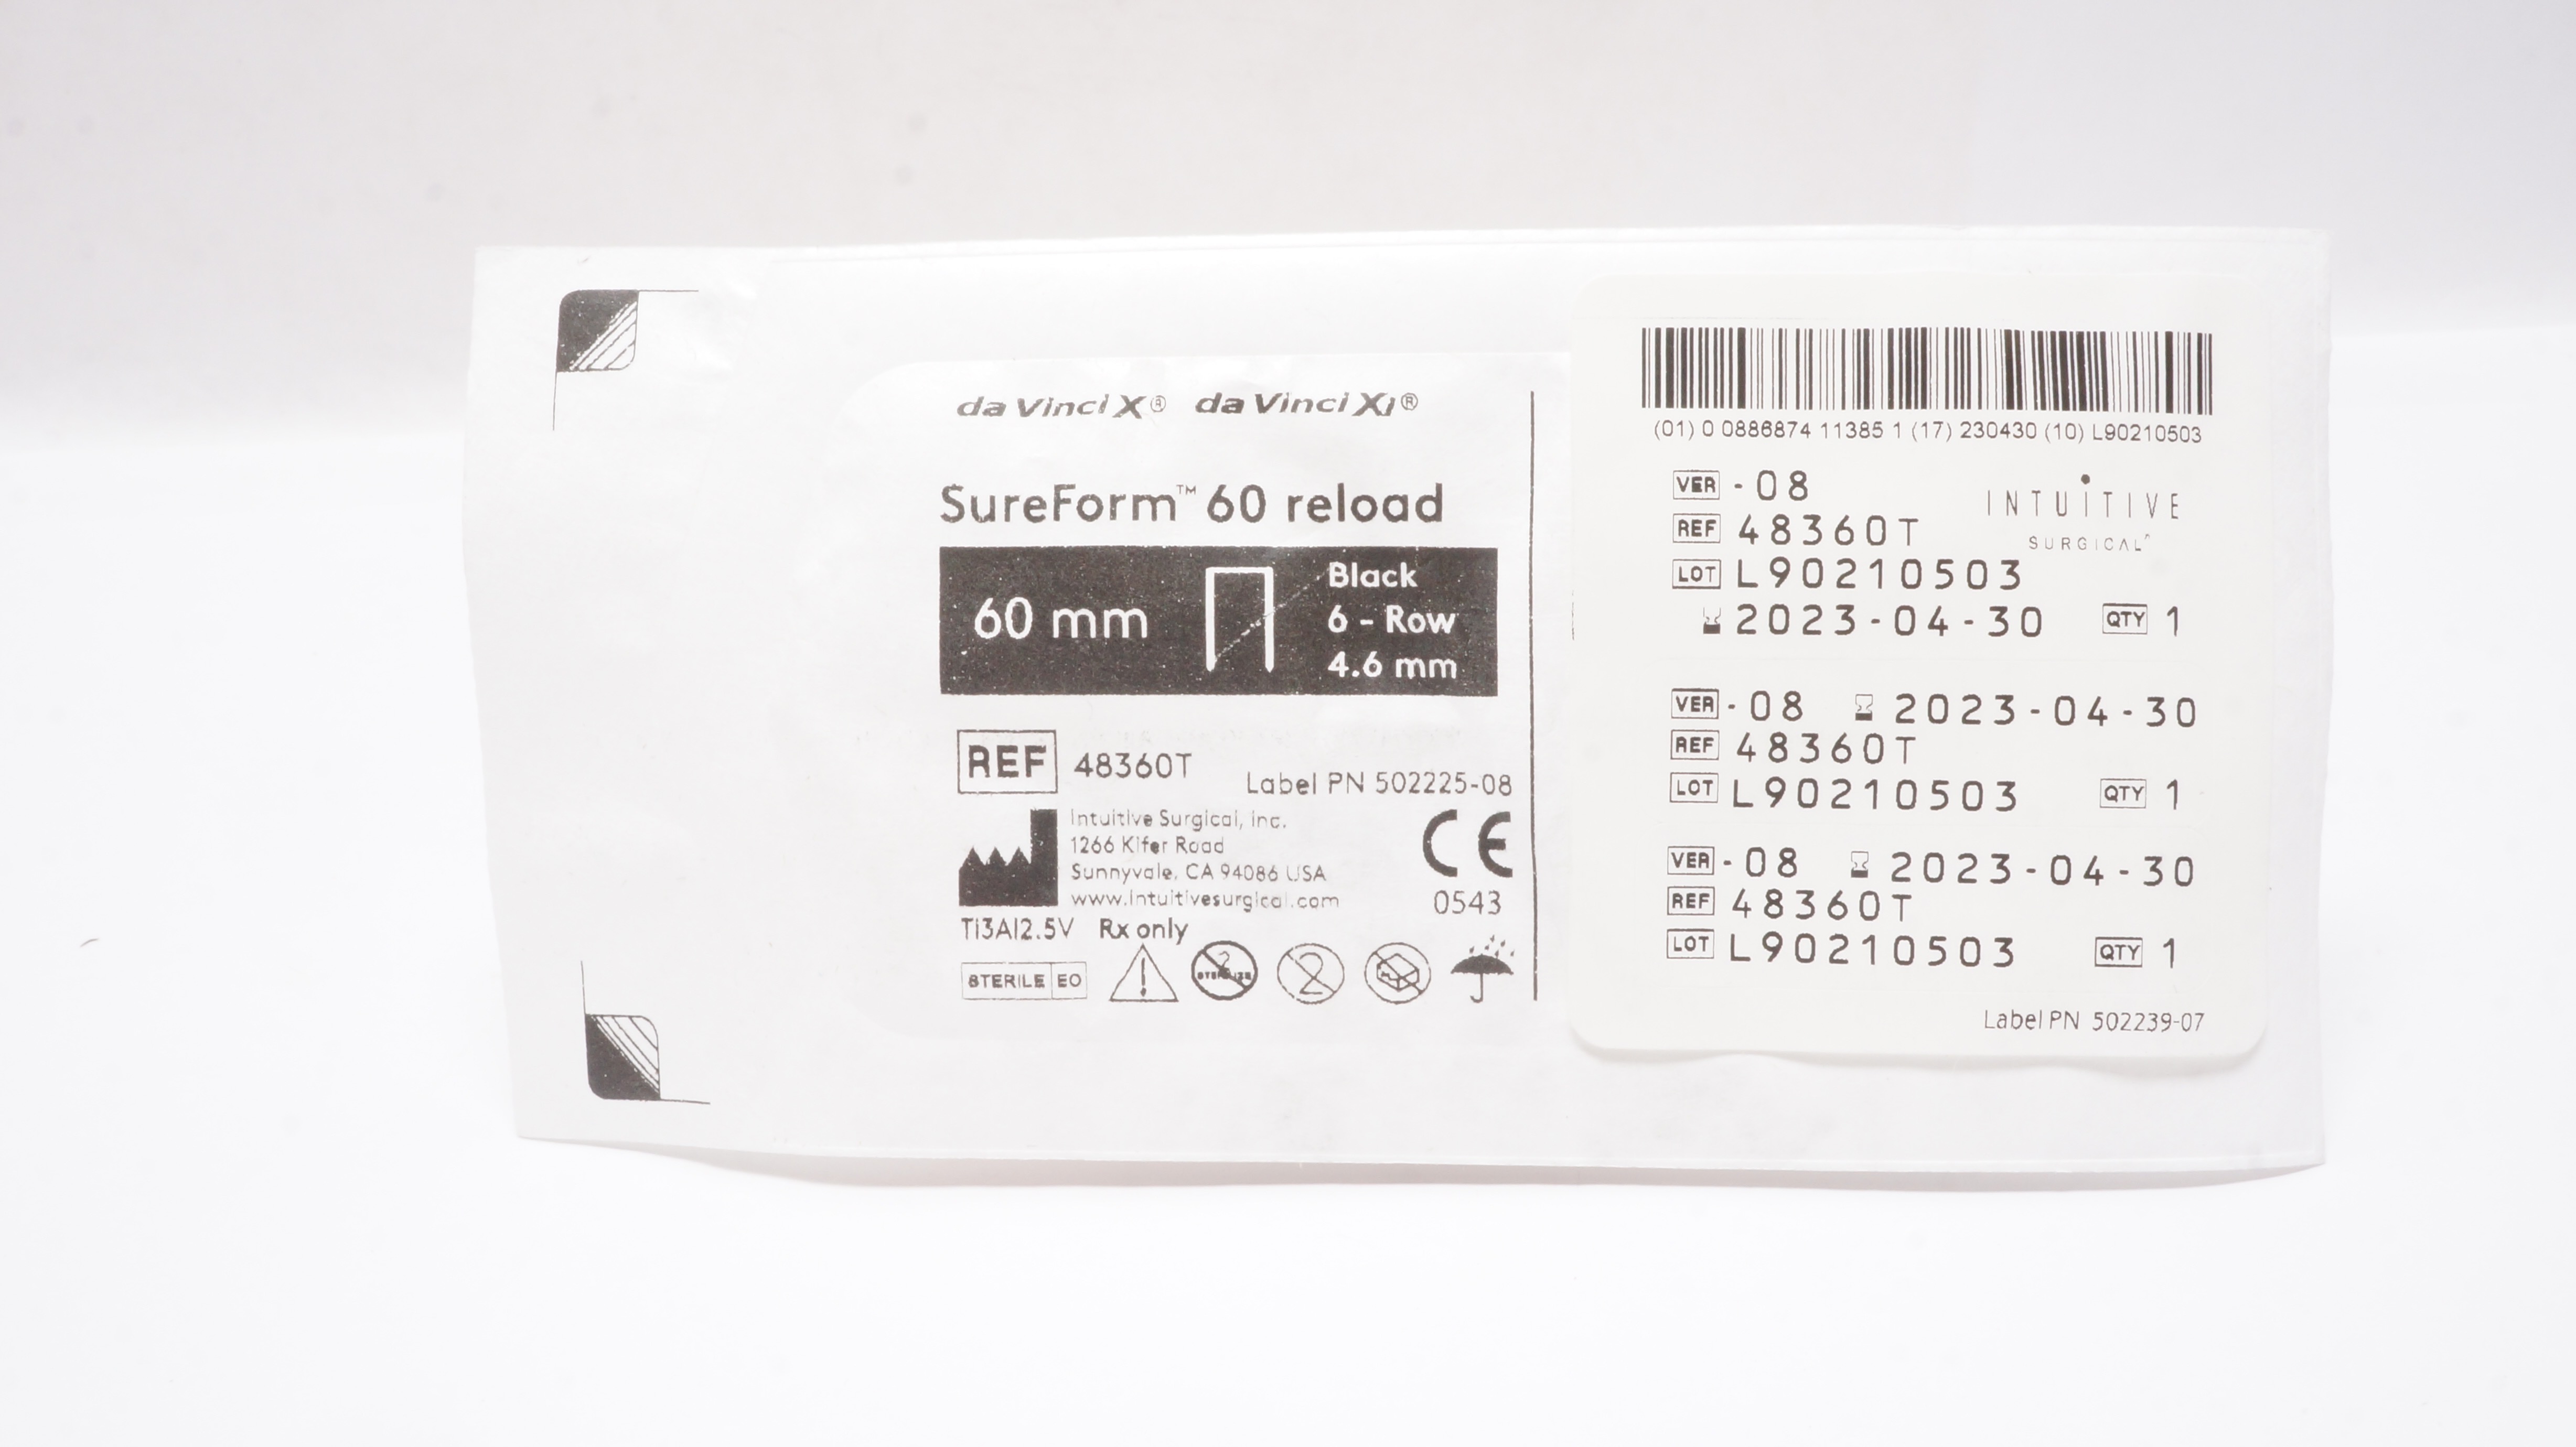 da Vinci X® da Vinci Xi®
SureForm™ 60 reload
60 mm
Black
6 - Row
4.6 mm
REF 48360T
Label PN 502225-08
Intuitive Surgical, Inc.
1266 Kifer Road
Sunnyvale, CA 94086 USA
www.intuitivesurgical.com
CE
0543
Ti3Al2.5V Rx only
STERILE EO
2
(01) 0 0886874 11385 1 (17) 230430 (10) L90210503
VER -08
INTUITIVE
SURGICAL
REF 48360T
LOT L90210503
2023-04-30 QTY 1
VER -08 2023-04-30
REF 48360T
LOT L90210503 QTY 1
VER -08 2023-04-30
REF 48360T
LOT L90210503 QTY 1
Label PN 502239-07